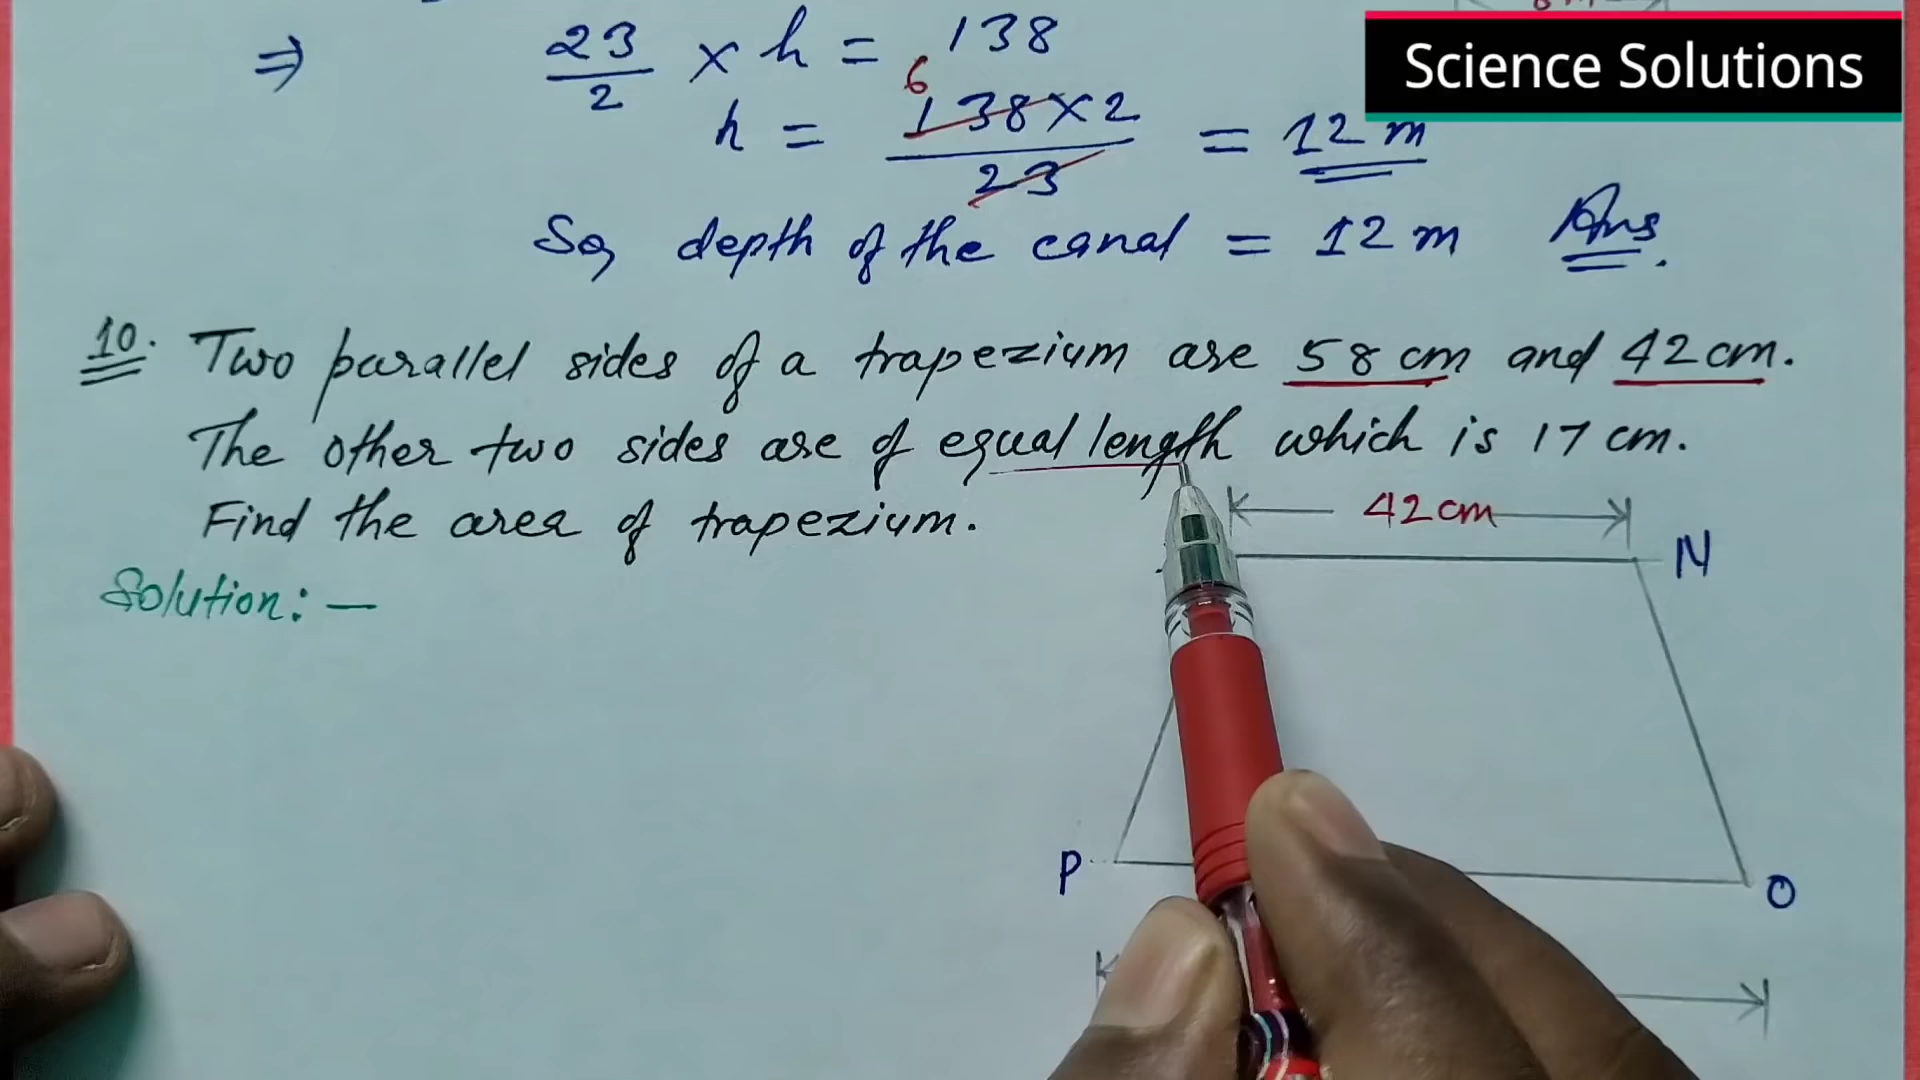 Science Solutions
⇒ 23/2 × h = 138
h = 138×2/23 = 12 m
6
So, depth of the canal = 12 m Ans.
10. Two parallel sides of a trapezium are 58 cm and 42 cm.
The other two sides are of equal length which is 17 cm.
Find the area of trapezium.
Solution:—
42 cm
N
P
O